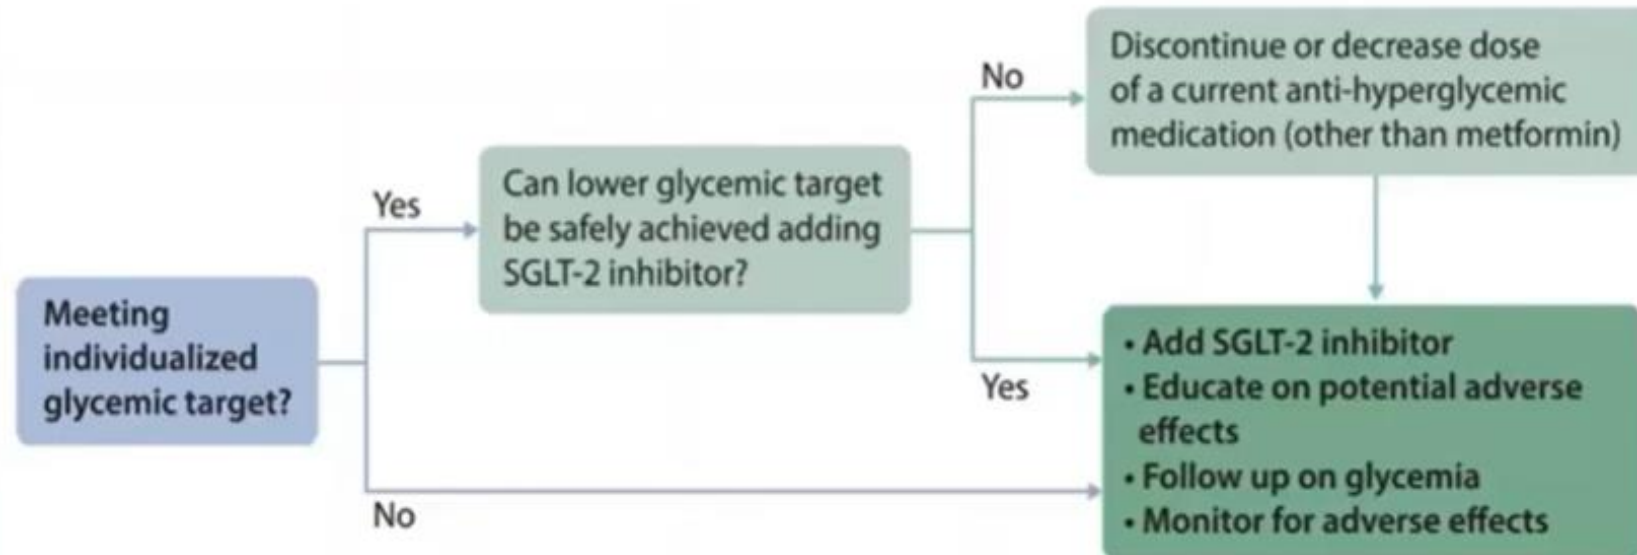 Meeting
individualized
glycemic target?
Yes
No
Can lower glycemic target
be safely achieved adding
SGLT-2 inhibitor?
No
Yes
Discontinue or decrease dose
of a current anti-hyperglycemic
medication (other than metformin)
• Add SGLT-2 inhibitor
• Educate on potential adverse
effects
• Follow up on glycemia
• Monitor for adverse effects